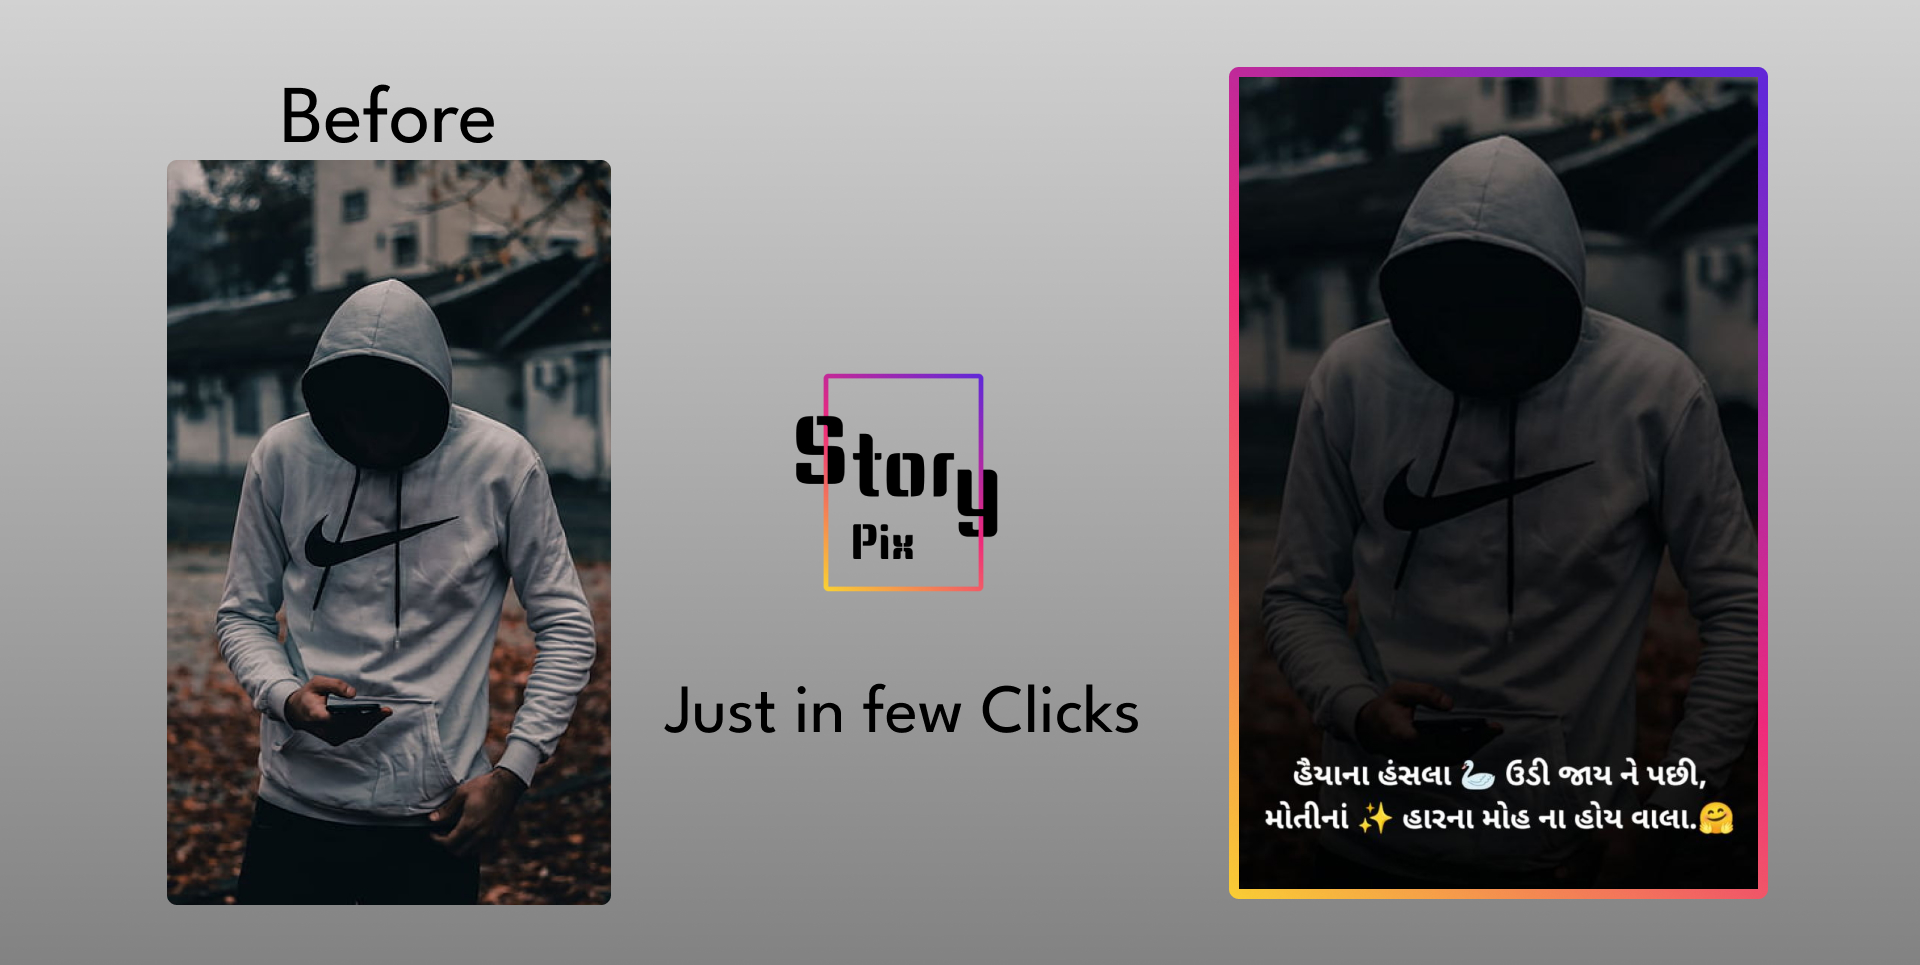 Before
Story
Pix
Just in few Clicks
હૈયાના હંસલા 🦢 ઉડી જાય ને પછી,
મોતીનાં ✨ હારના મોહ ના હોય વાલા.🤗